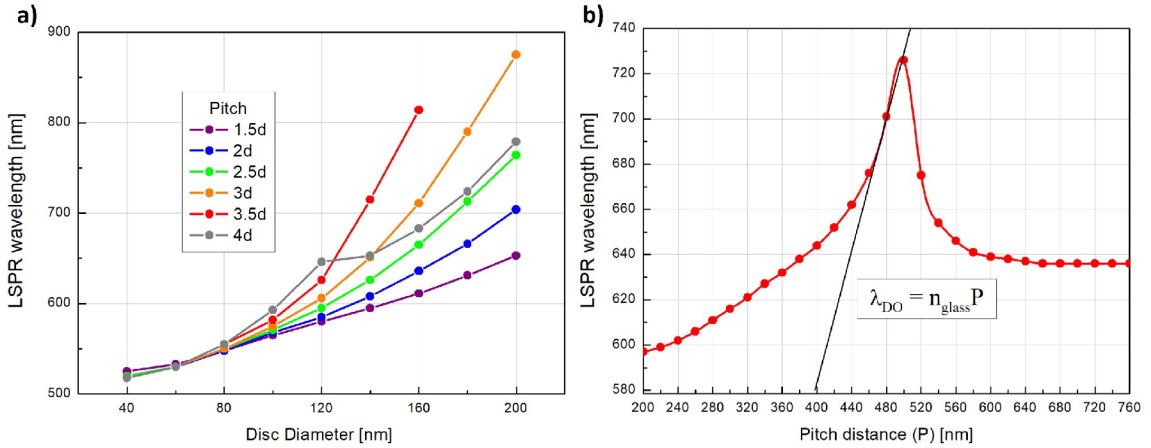 a)
900
800
700
600
500
LSPR wavelength [nm]
Pitch
1.5d
2d
2.5d
3d
3.5d
4d
40 80 120 160 200
Disc Diameter [nm]
b)
740
720
700
680
660
640
620
600
580
LSPR wavelength [nm]
λDO = nglassP
200 240 280 320 360 400 440 480 520 560 600 640 680 720 760
Pitch distance (P) [nm]